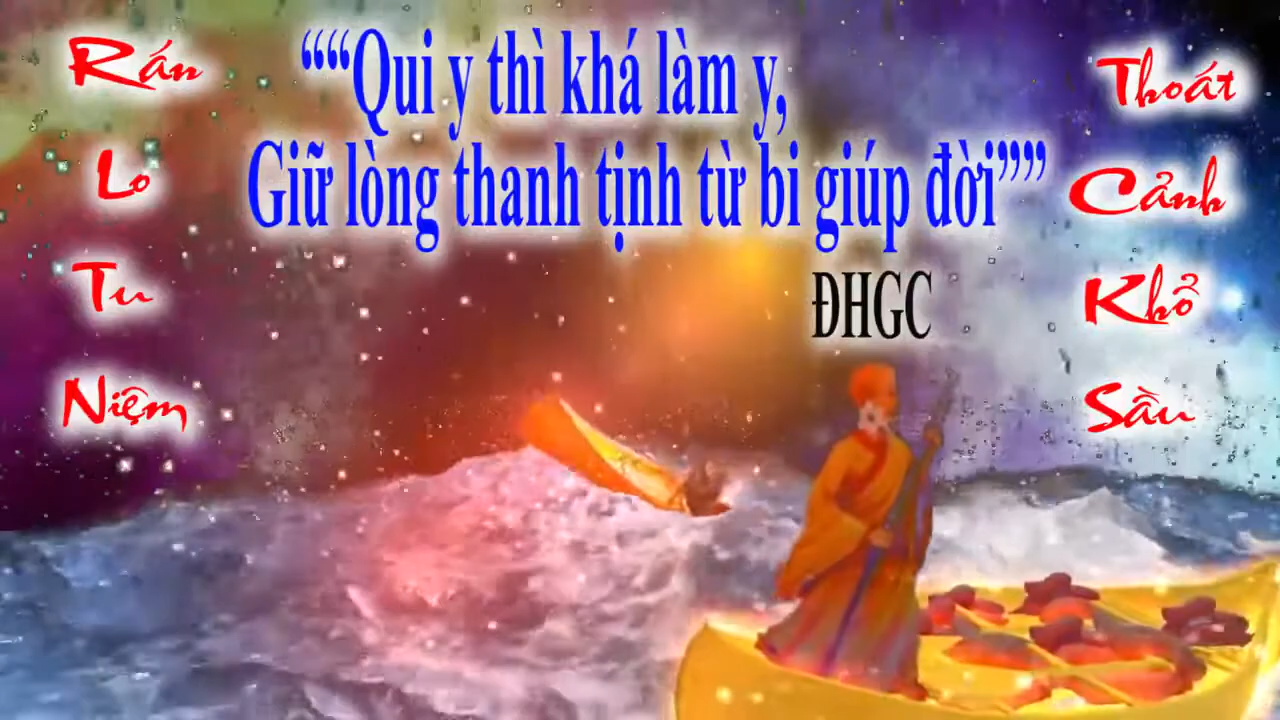 Rán
Lo
Tu
Niệm
““Qui y thì khá làm y,
Giữ lòng thanh tịnh từ bi giúp đời””
ĐHGC
Thoát
Cảnh
Khổ
Sầu